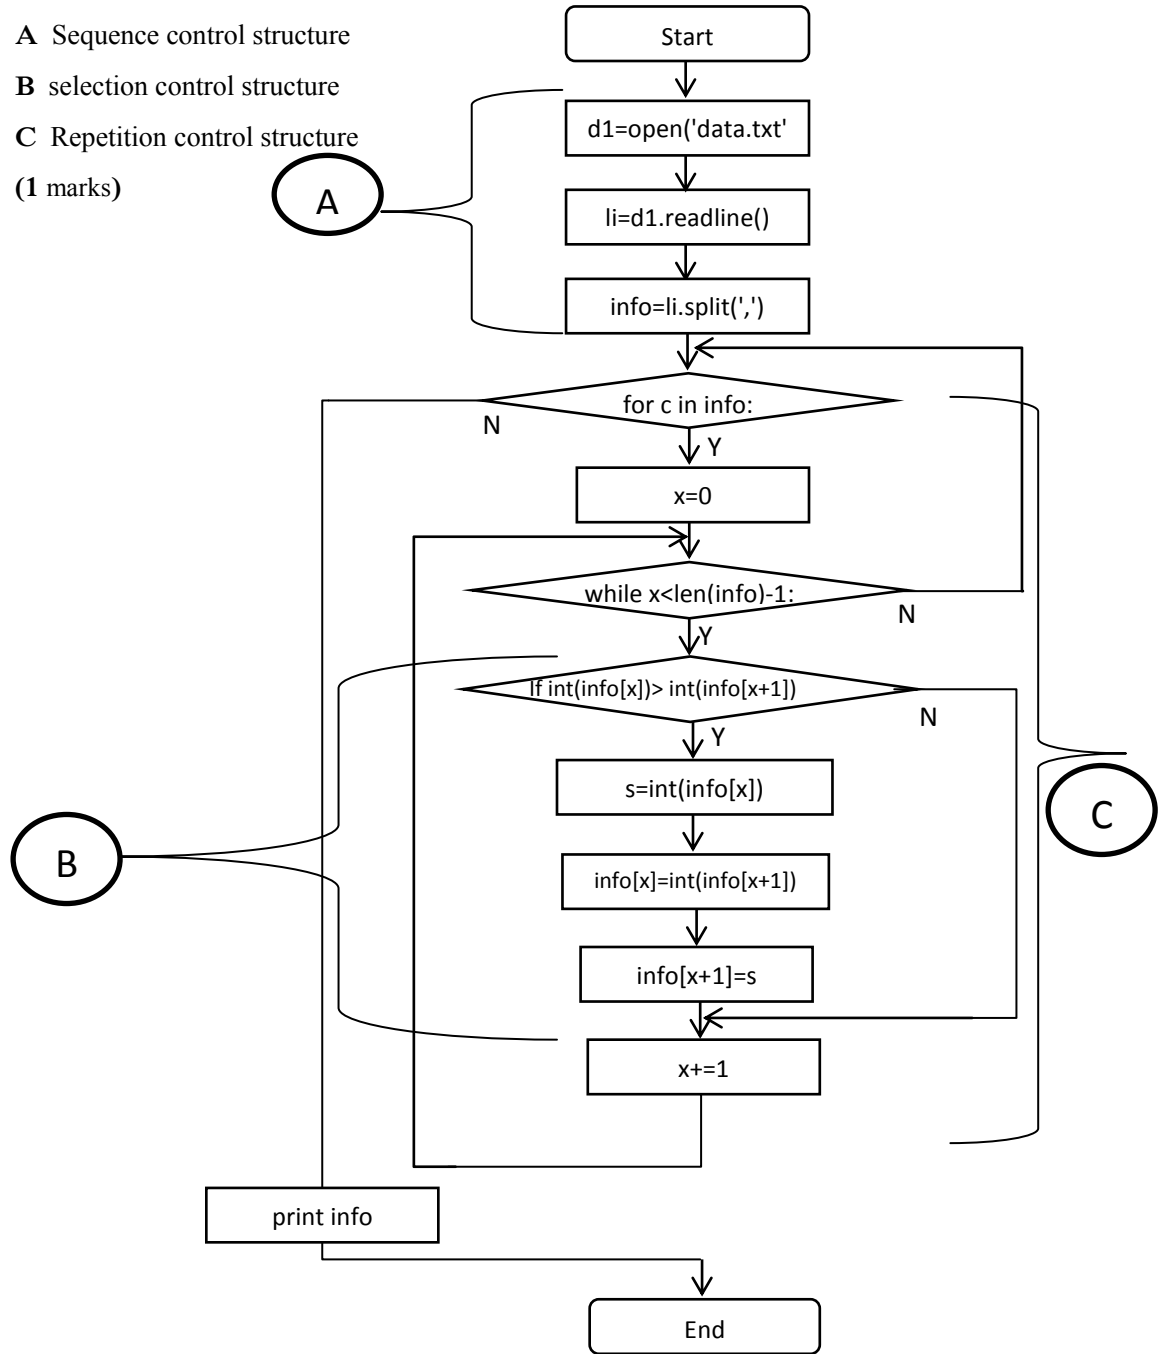 A Sequence control structure
B selection control structure
C Repetition control structure
(1 marks)
Start
A
d1=open('data.txt'
li=d1.readline()
info=li.split(',')
for c in info:
N
Y
x=0
while x<len(info)-1:
N
Y
If int(info[x])> int(info[x+1])
N
Y
s=int(info[x])
C
B
info[x]=int(info[x+1])
info[x+1]=s
x+=1
print info
End